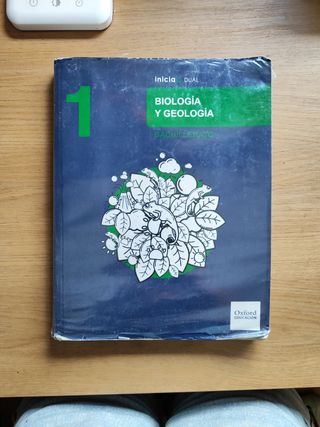 inicia DUAL
1
BIOLOGÍA
Y GEOLOGÍA
BACHILLERATO
Oxford
EDUCACIÓN